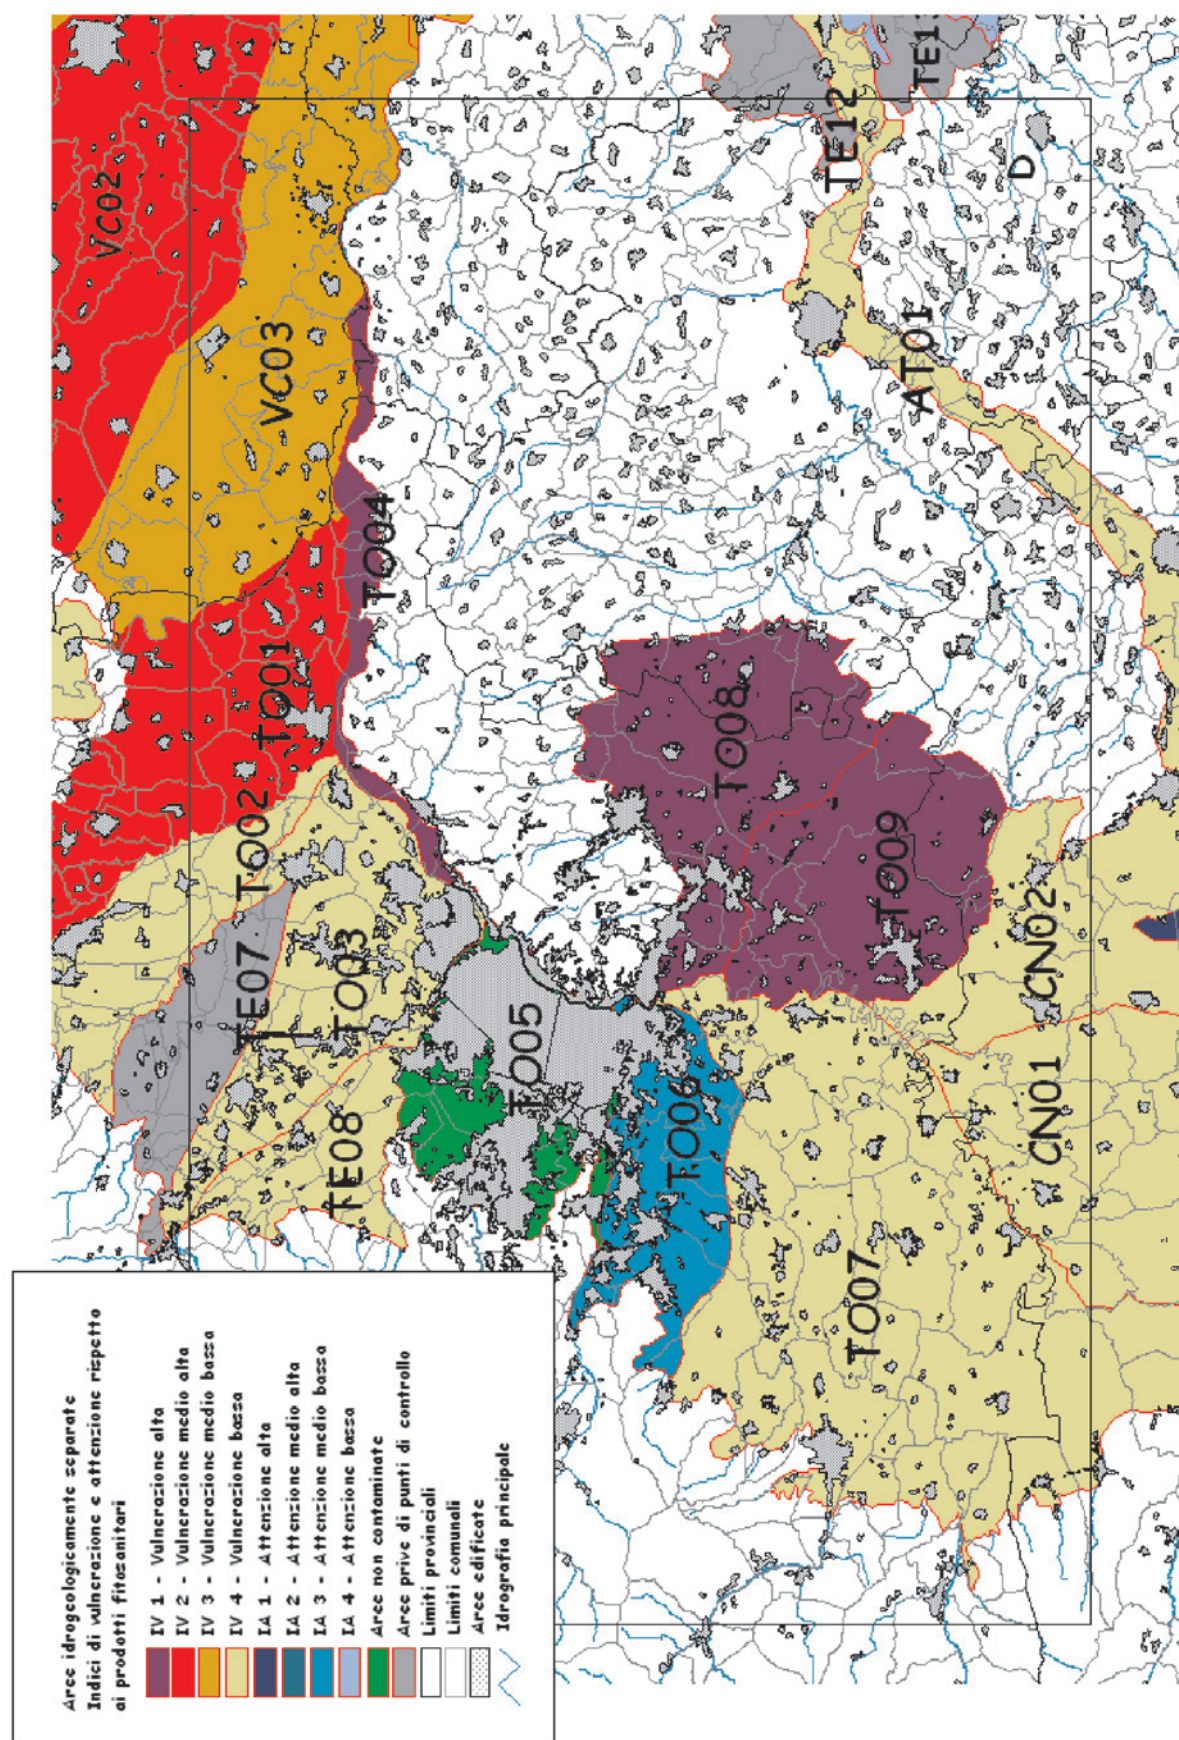 Aree idrogeologicamente separate
Indici di vulnerazione e attenzione rispetto
ai prodotti fitosanitari
IV 1 - Vulnerazione alta
IV 2 - Vulnerazione medio alta
IV 3 - Vulnerazione medio bassa
IV 4 - Vulnerazione bassa
IA 1 - Attenzione alta
IA 2 - Attenzione medio alta
IA 3 - Attenzione medio bassa
IA 4 - Attenzione bassa
Aree non contaminate
Aree prive di punti di controllo
Limiti provinciali
Limiti comunali
Aree edificate
Idrografia principale
VC02
VC03
TO04
TO01
TO02
TE07
TO03
TE08
TO05
TO06
TO07
TO08
TO09
CN02
CN01
AT01
TE12
TE13
D